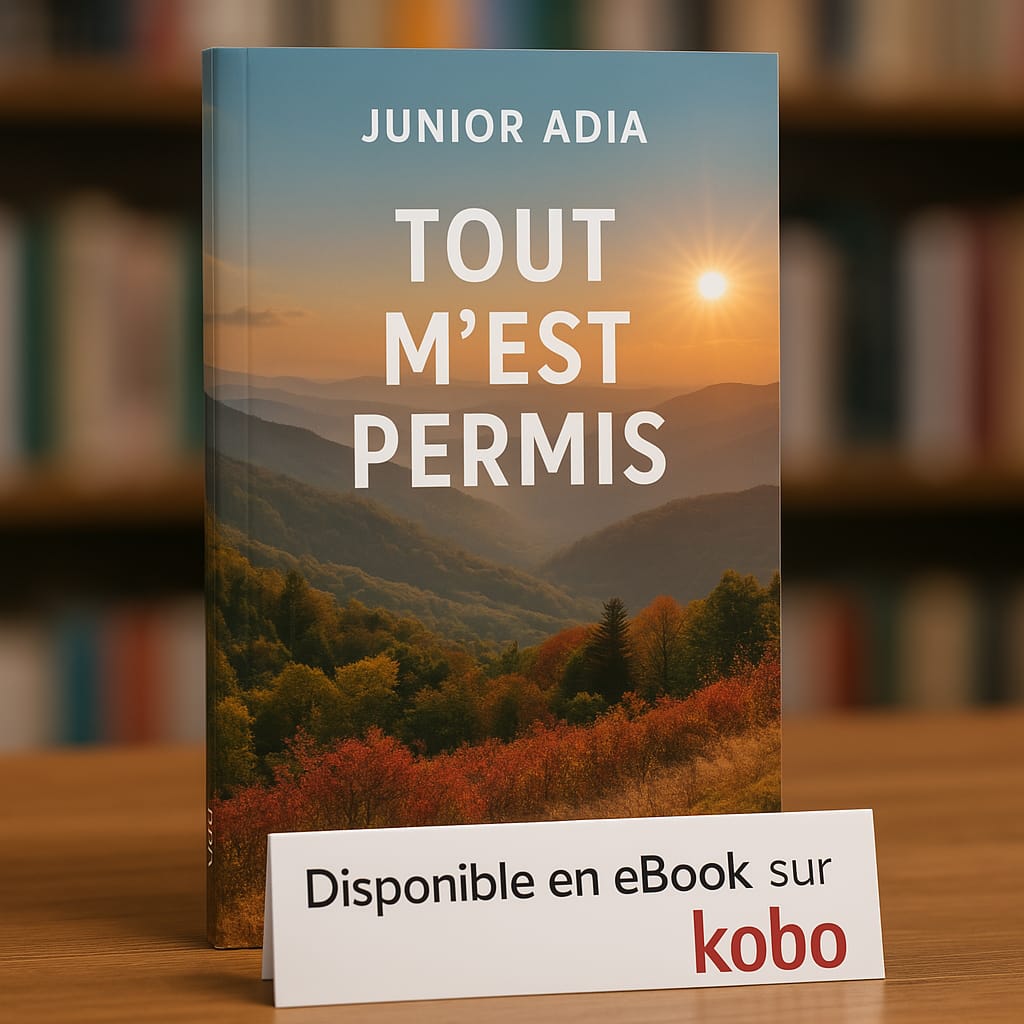 JUNIOR ADIA
TOUT
M'EST
PERMIS
Disponible en eBook sur
kobo